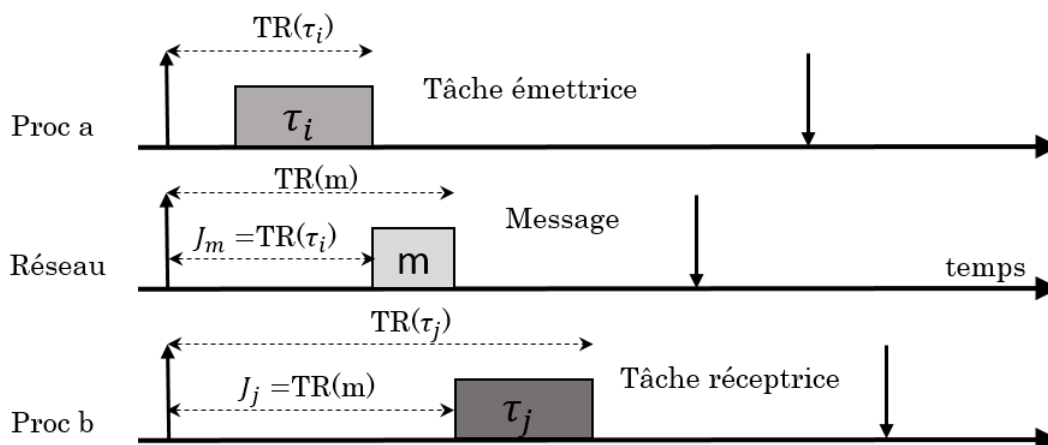 TR(τᵢ)
Tâche émettrice
τᵢ
Proc a
TR(m)
Message
Jₘ =TR(τᵢ)
m
Réseau
temps
TR(τⱼ)
Tâche réceptrice
Jⱼ =TR(m)
τⱼ
Proc b